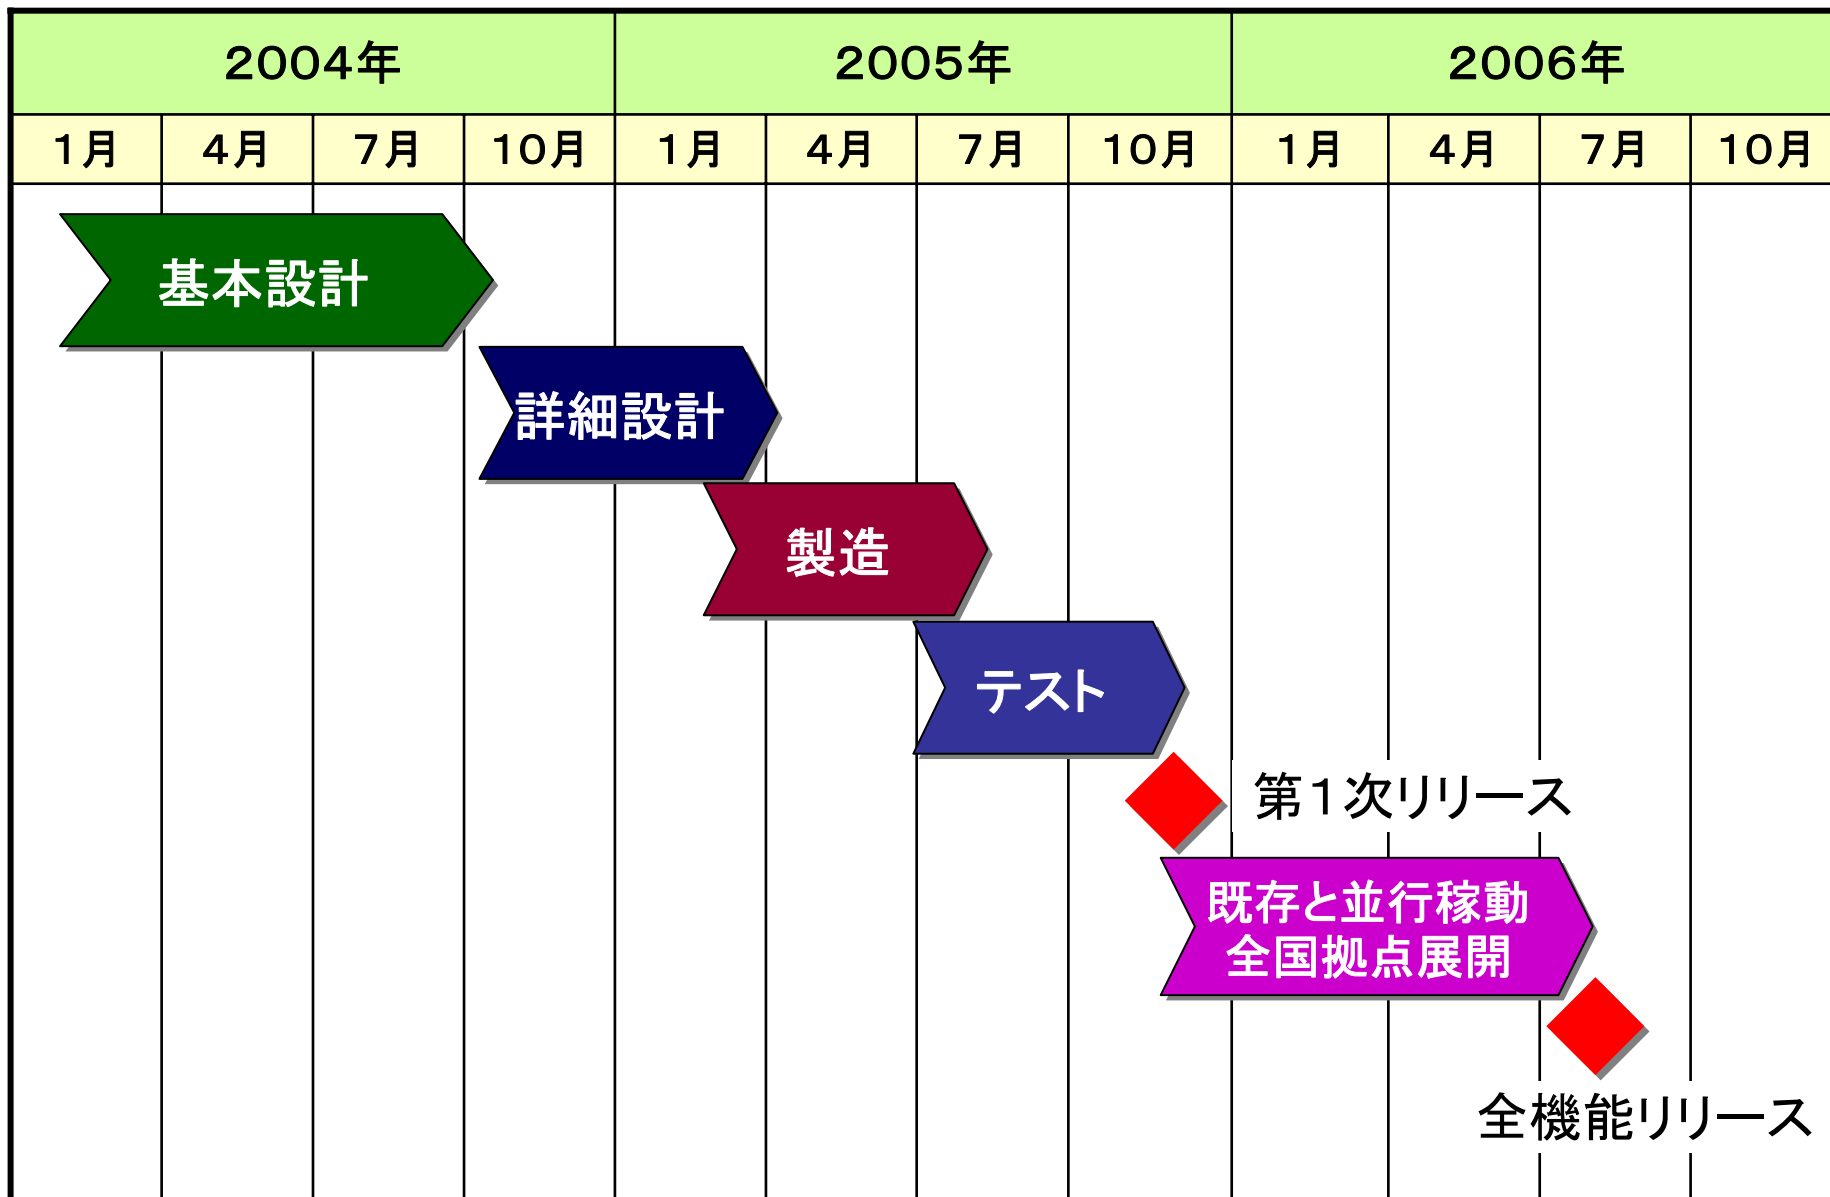 2004年 2005年 2006年
1月 4月 7月 10月 1月 4月 7月 10月 1月 4月 7月 10月
基本設計
詳細設計
製造
テスト
第1次リリース
既存と並行稼動
全国拠点展開
全機能リリース